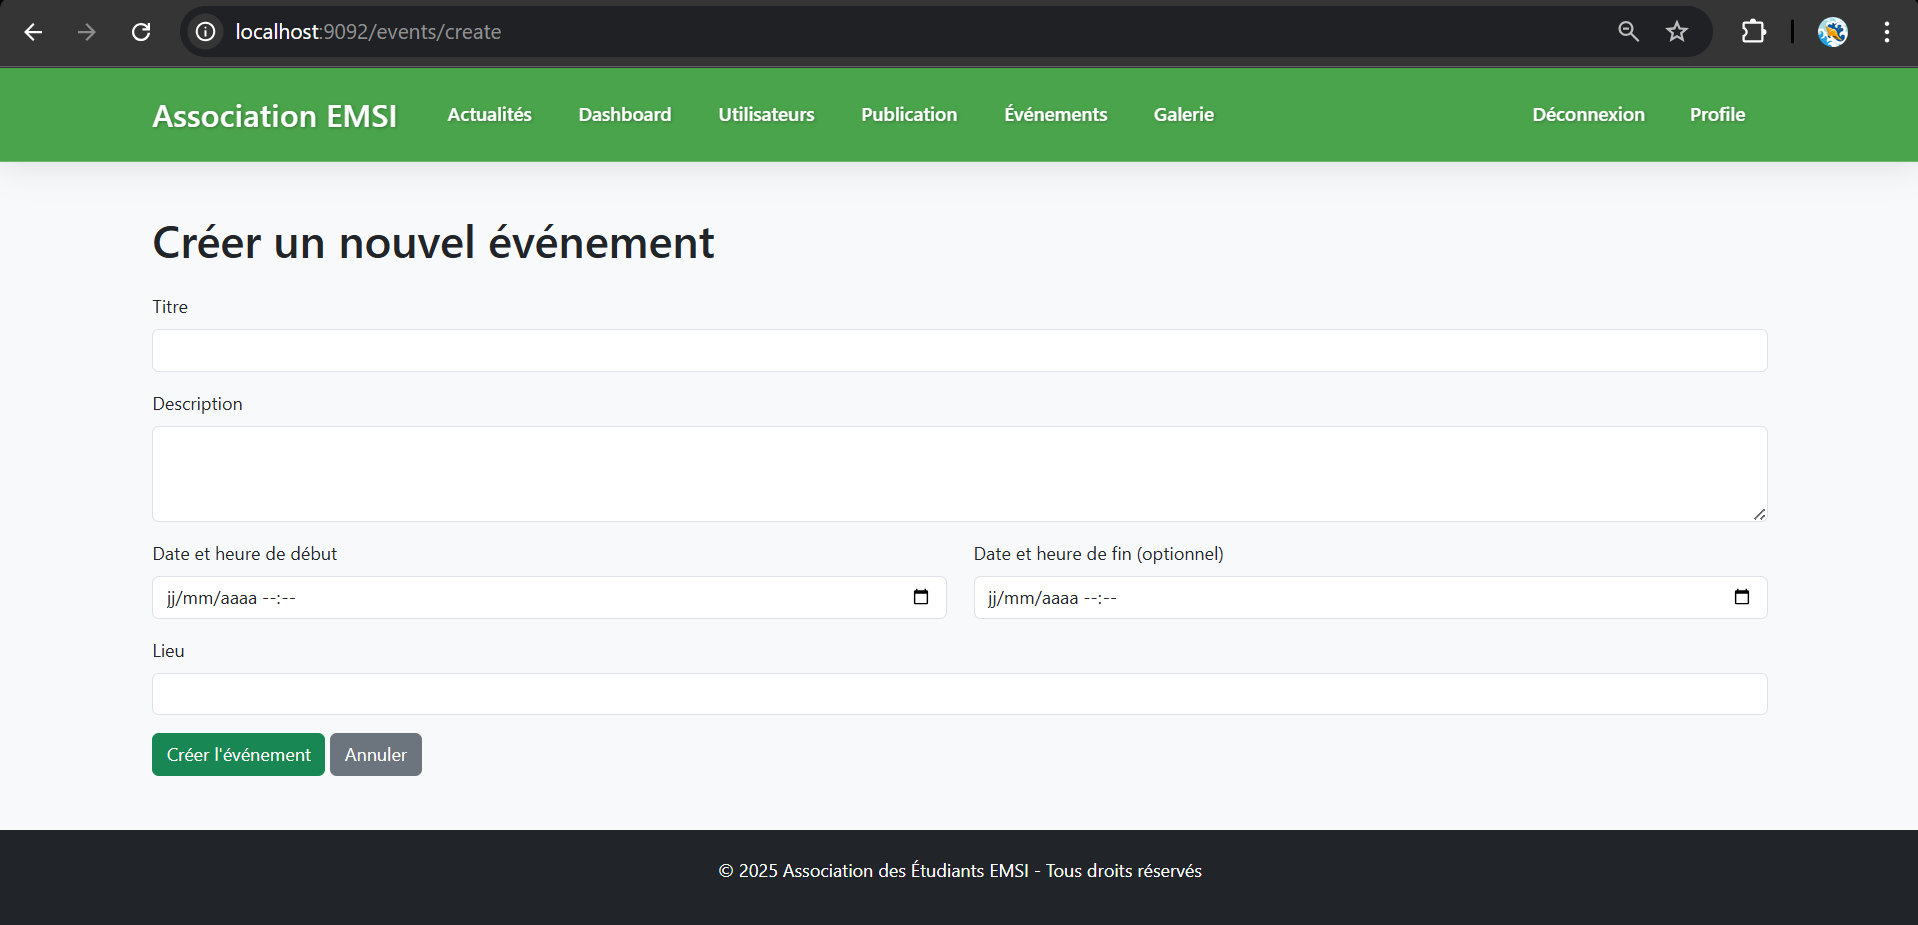 localhost:9092/events/create
Association EMSI Actualités Dashboard Utilisateurs Publication Événements Galerie Déconnexion Profile
Créer un nouvel événement
Titre
Description
Date et heure de début Date et heure de fin (optionnel)
jj/mm/aaaa --:-- jj/mm/aaaa --:--
Lieu
Créer l'événement Annuler
© 2025 Association des Étudiants EMSI - Tous droits réservés